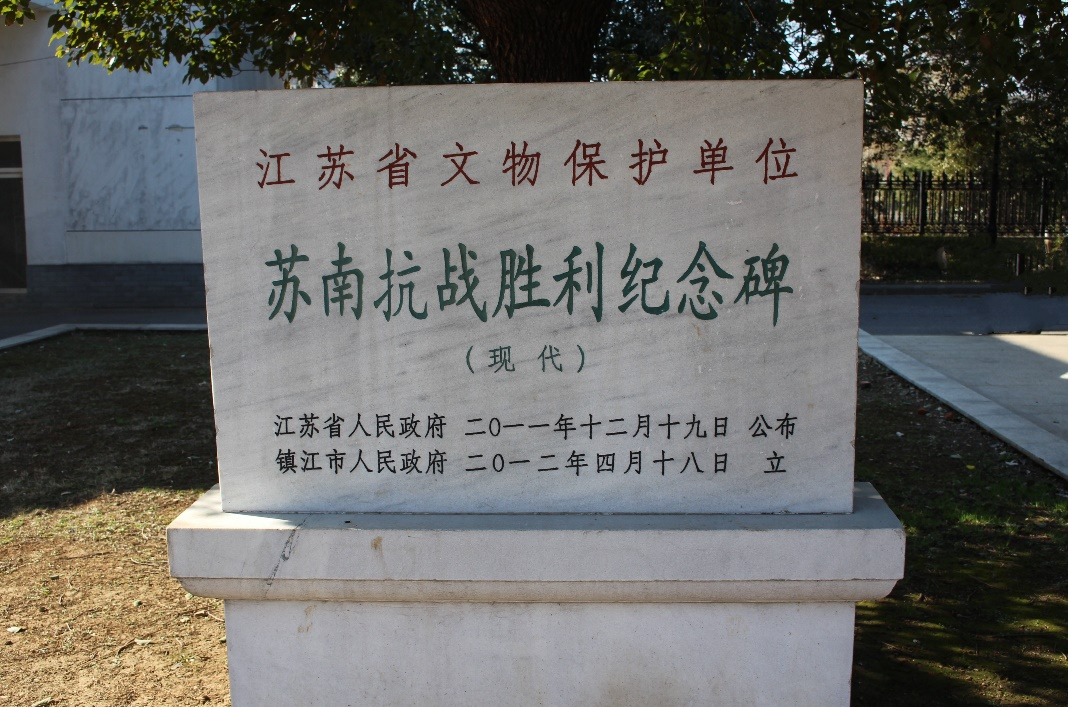 江苏省文物保护单位
苏南抗战胜利纪念碑
（现代）
江苏省人民政府 二0一一年十二月十九日 公布
镇江市人民政府 二0一二年四月十八日 立